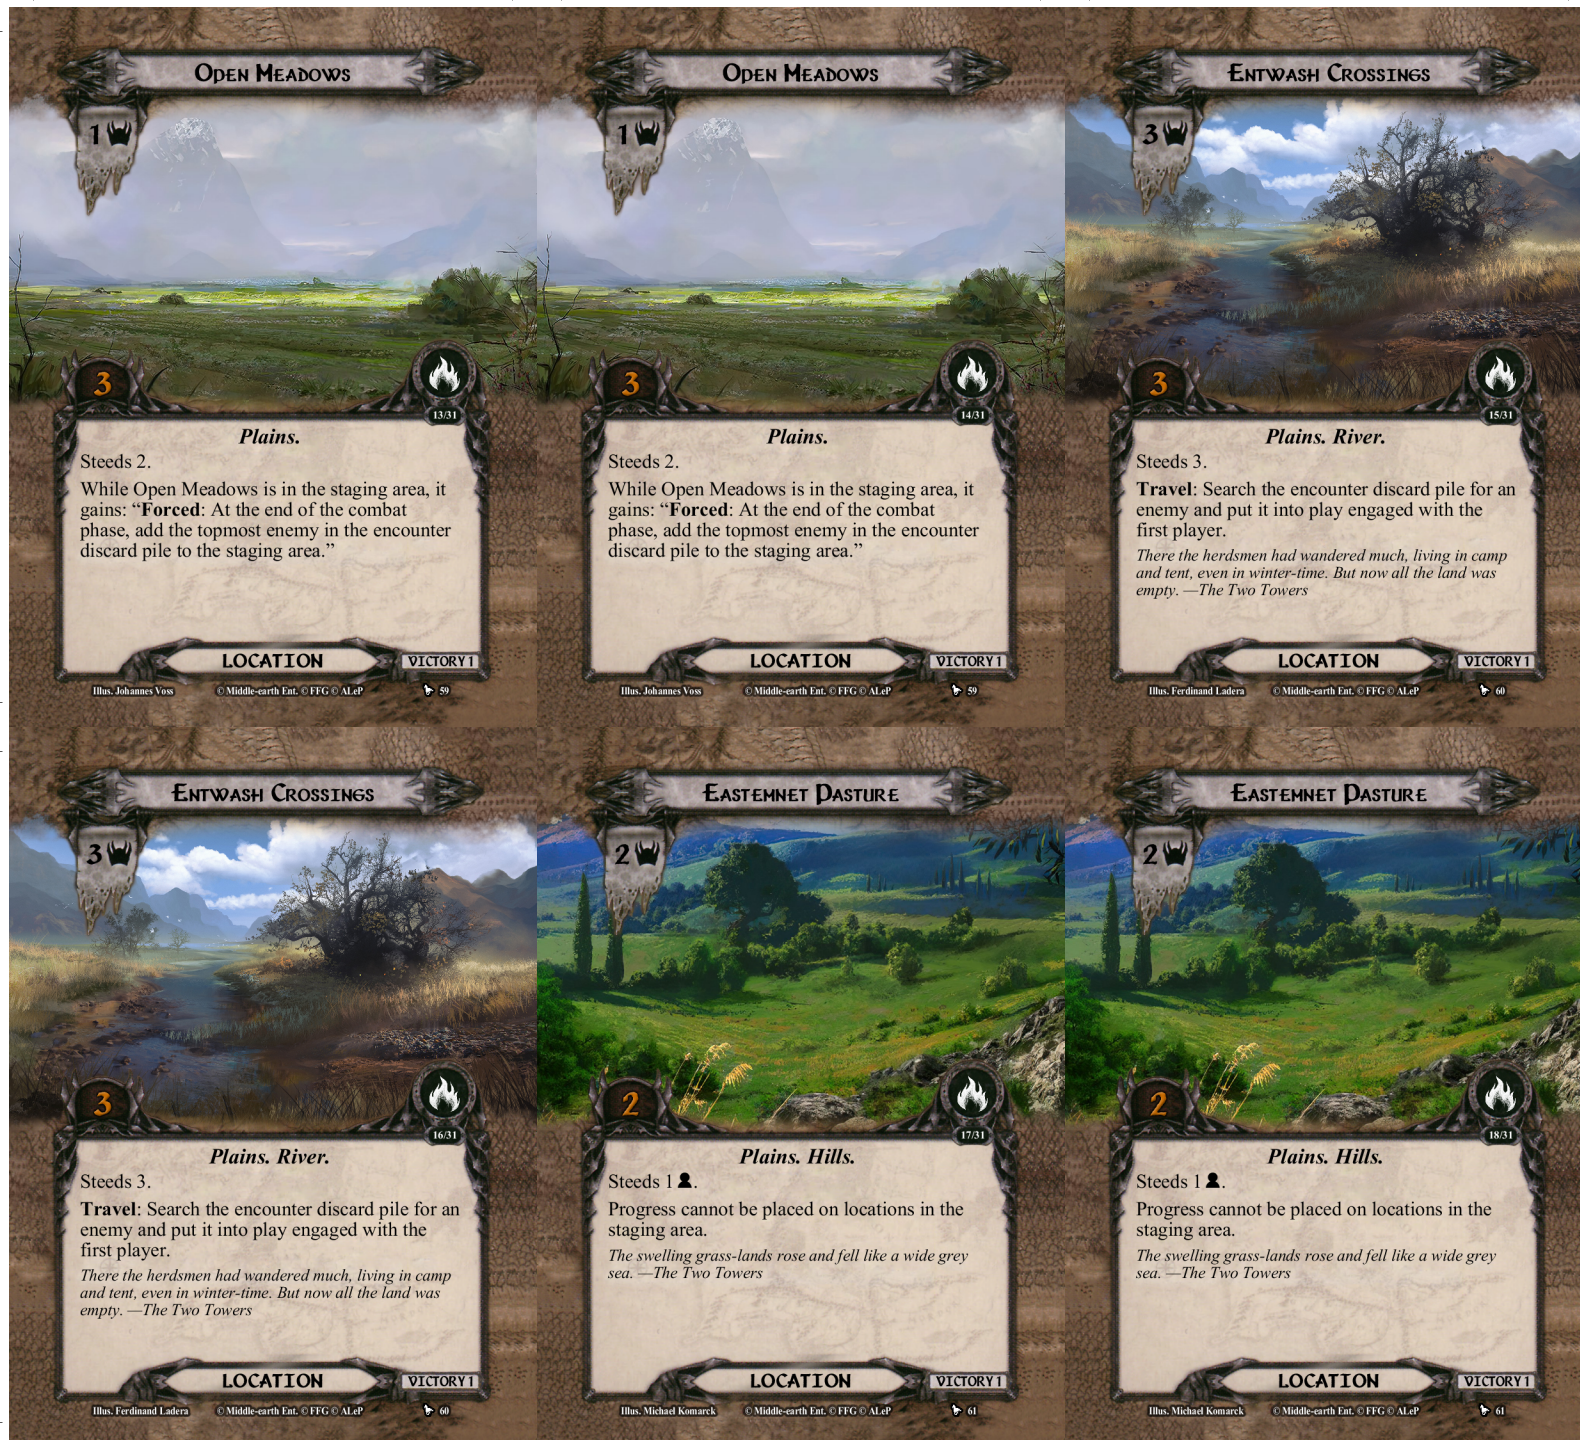 Open Meadows
1
3
13/31
Plains.
Steeds 2.
While Open Meadows is in the staging area, it
gains: “Forced: At the end of the combat
phase, add the topmost enemy in the encounter
discard pile to the staging area.”
LOCATION
VICTORY 1
Illus. Johannes Voss
© Middle-earth Ent. © FFG © ALeP
59
Open Meadows
1
3
14/31
Plains.
Steeds 2.
While Open Meadows is in the staging area, it
gains: “Forced: At the end of the combat
phase, add the topmost enemy in the encounter
discard pile to the staging area.”
LOCATION
VICTORY 1
Illus. Johannes Voss
© Middle-earth Ent. © FFG © ALeP
59
Entwash Crossings
3
3
15/31
Plains. River.
Steeds 3.
Travel: Search the encounter discard pile for an
enemy and put it into play engaged with the
first player.
There the herdsmen had wandered much, living in camp
and tent, even in winter-time. But now all the land was
empty. —The Two Towers
LOCATION
VICTORY 1
Illus. Ferdinand Ladera
© Middle-earth Ent. © FFG © ALeP
60
Entwash Crossings
3
3
16/31
Plains. River.
Steeds 3.
Travel: Search the encounter discard pile for an
enemy and put it into play engaged with the
first player.
There the herdsmen had wandered much, living in camp
and tent, even in winter-time. But now all the land was
empty. —The Two Towers
LOCATION
VICTORY 1
Illus. Ferdinand Ladera
© Middle-earth Ent. © FFG © ALeP
60
Eastemnet Pasture
2
2
17/31
Plains. Hills.
Steeds 1.
Progress cannot be placed on locations in the
staging area.
The swelling grass-lands rose and fell like a wide grey
sea. —The Two Towers
LOCATION
VICTORY 1
Illus. Michael Komarck
© Middle-earth Ent. © FFG © ALeP
61
Eastemnet Pasture
2
2
18/31
Plains. Hills.
Steeds 1.
Progress cannot be placed on locations in the
staging area.
The swelling grass-lands rose and fell like a wide grey
sea. —The Two Towers
LOCATION
VICTORY 1
Illus. Michael Komarck
© Middle-earth Ent. © FFG © ALeP
61